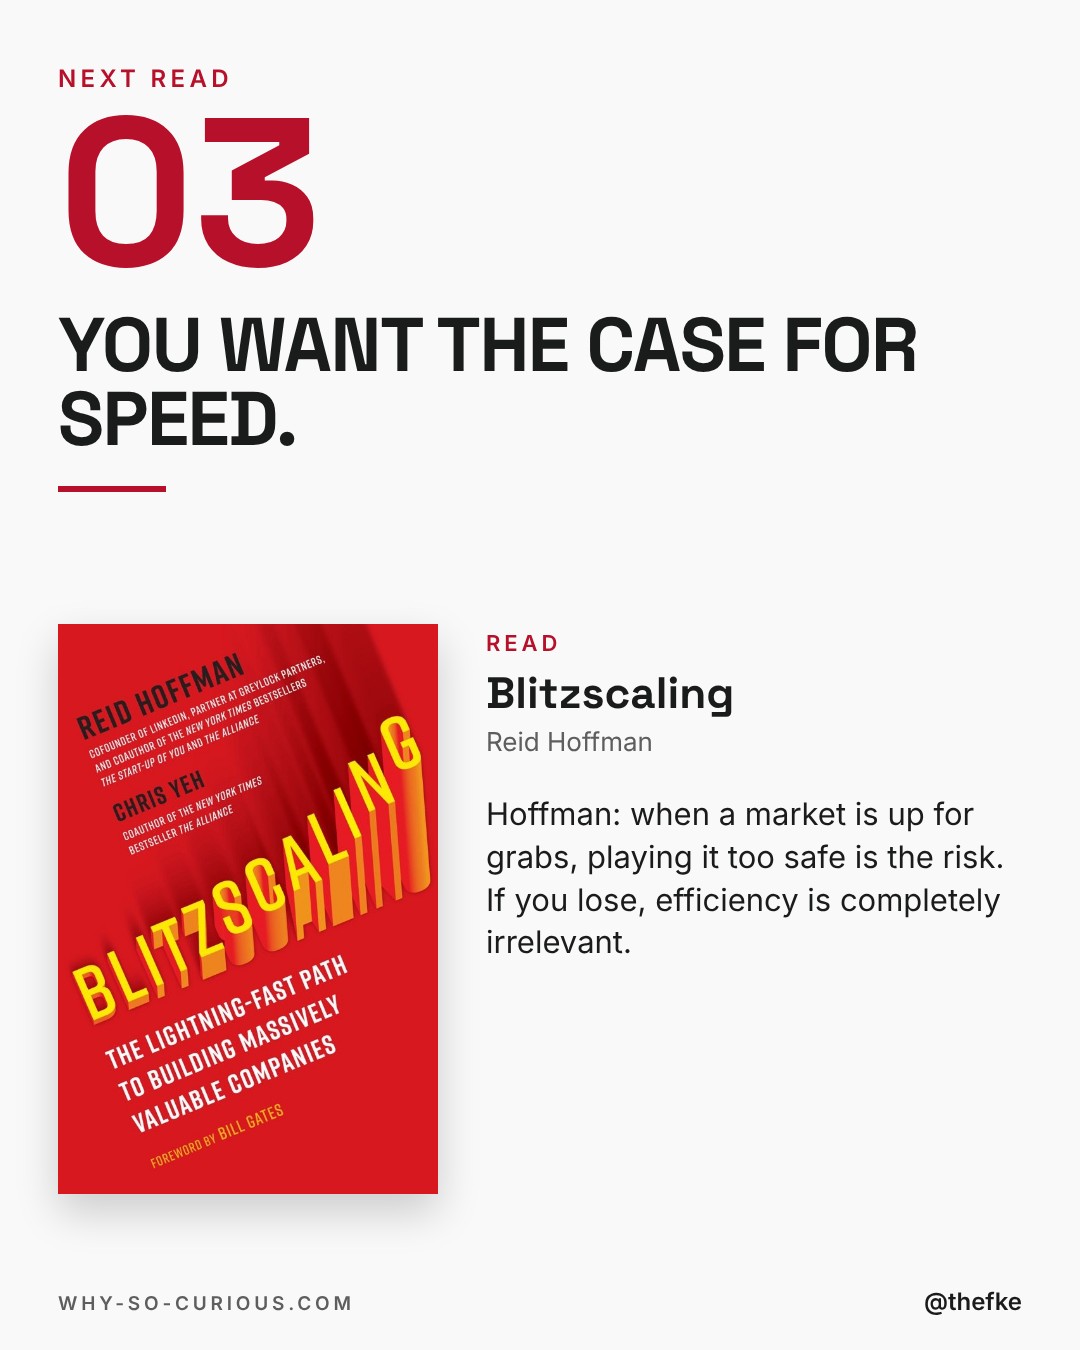 NEXT READ
03
YOU WANT THE CASE FOR
SPEED.
REID HOFFMAN
COFOUNDER OF LINKEDIN, PARTNER AT GREYLOCK PARTNERS,
AND COAUTHOR OF THE NEW YORK TIMES BESTSELLERS
THE START-UP OF YOU AND THE ALLIANCE
CHRIS YEH
COAUTHOR OF THE NEW YORK TIMES
BESTSELLER THE ALLIANCE
BLITZSCALING
THE LIGHTNING-FAST PATH
TO BUILDING MASSIVELY
VALUABLE COMPANIES
FOREWORD BY BILL GATES
READ
Blitzscaling
Reid Hoffman
Hoffman: when a market is up for
grabs, playing it too safe is the risk.
If you lose, efficiency is completely
irrelevant.
WHY-SO-CURIOUS.COM
@thefke